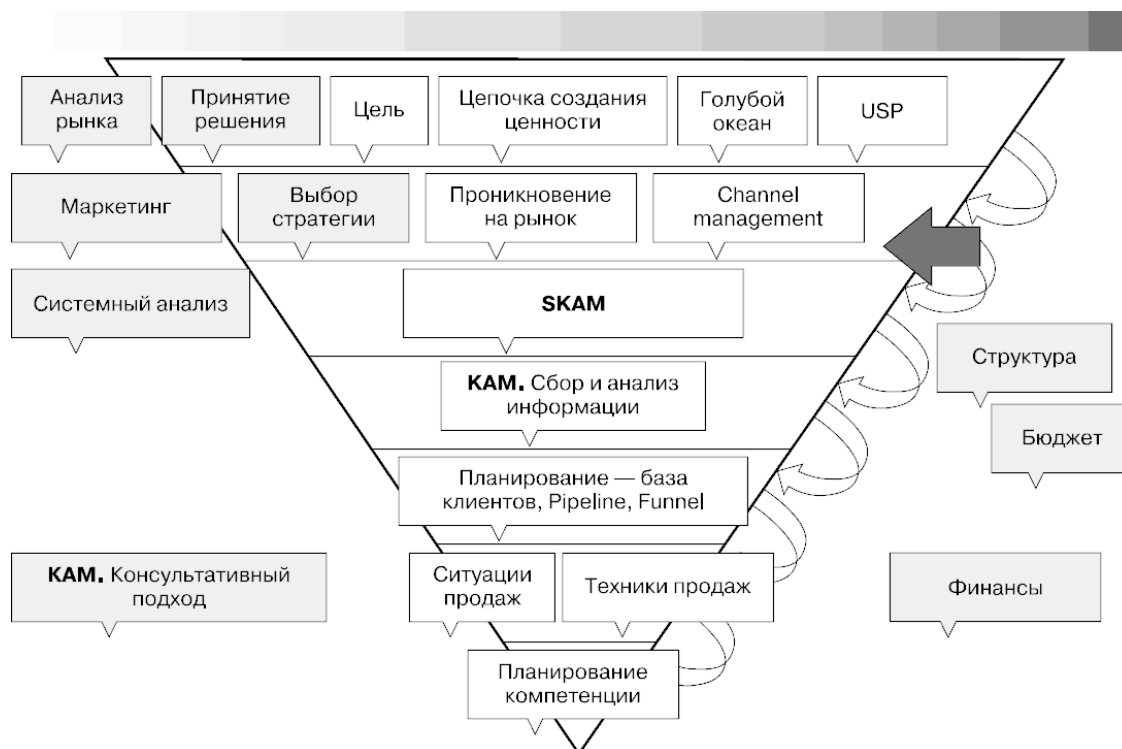 Анализ
рынка
Принятие
решения
Цель
Цепочка создания
ценности
Голубой
океан
USP
Маркетинг
Выбор
стратегии
Проникновение
на рынок
Channel
management
Системный анализ
SKAM
Структура
KAM. Сбор и анализ
информации
Бюджет
Планирование — база
клиентов, Pipeline, Funnel
KAM. Консультативный
подход
Ситуации
продаж
Техники продаж
Финансы
Планирование
компетенции